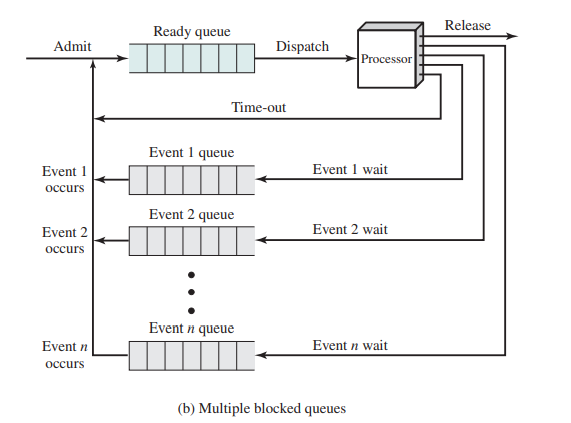 Release
Ready queue
Admit
Dispatch
Processor
Time-out
Event 1 queue
Event 1
occurs
Event 1 wait
Event 2 queue
Event 2
occurs
Event 2 wait
Event n queue
Event n
occurs
Event n wait
(b) Multiple blocked queues